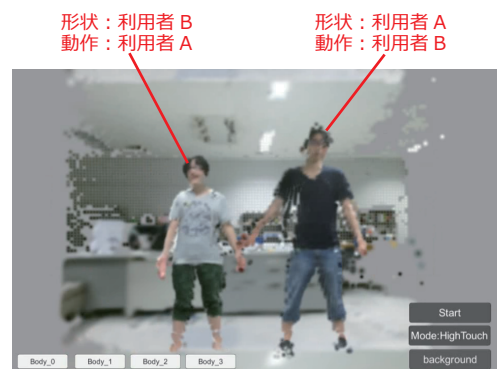 形状：利用者 B
動作：利用者 A
形状：利用者 A
動作：利用者 B
Start
Mode:HighTouch
background
Body_0
Body_1
Body_2
Body_3